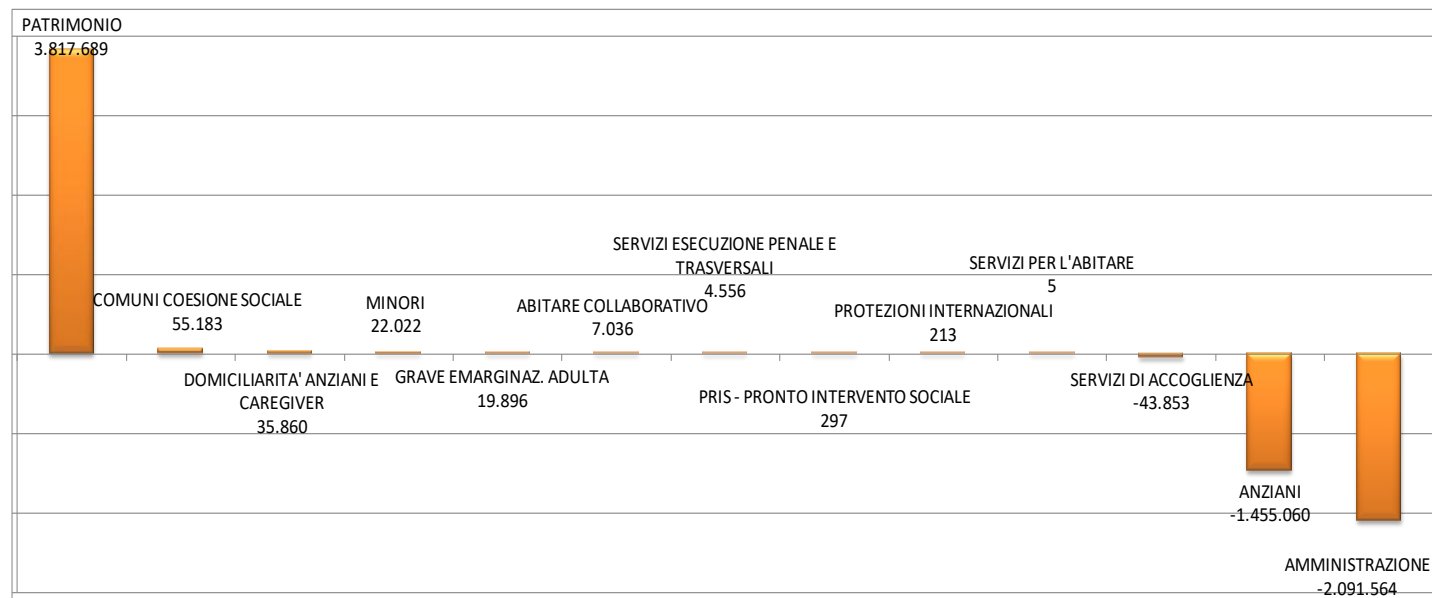 PATRIMONIO
3.817.689
COMUNI COESIONE SOCIALE
55.183
DOMICILIARITA' ANZIANI E
CAREGIVER
35.860
MINORI
22.022
GRAVE EMARGINAZ. ADULTA
19.896
ABITARE COLLABORATIVO
7.036
SERVIZI ESECUZIONE PENALE E
TRASVERSALI
4.556
PRIS - PRONTO INTERVENTO SOCIALE
297
PROTEZIONI INTERNAZIONALI
213
SERVIZI PER L'ABITARE
5
SERVIZI DI ACCOGLIENZA
-43.853
ANZIANI
-1.455.060
AMMINISTRAZIONE
-2.091.564